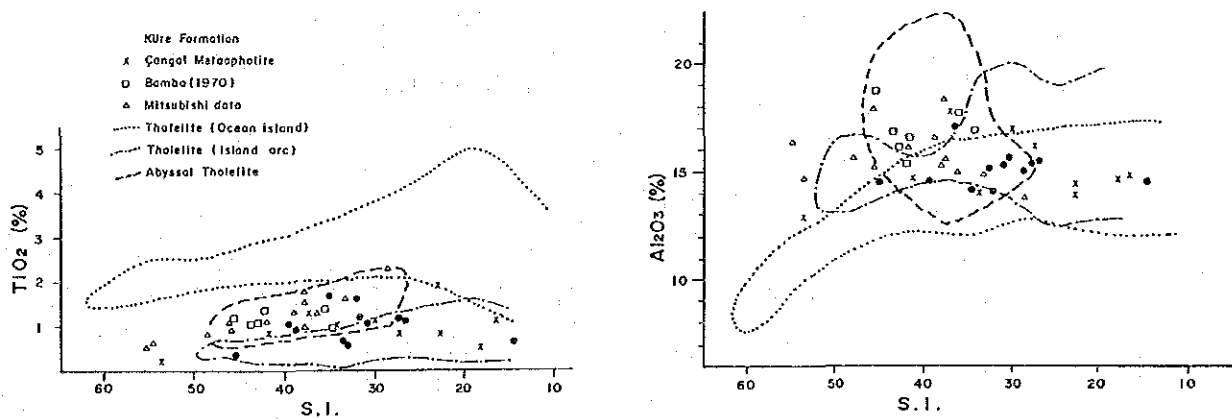 Küre Formation
x Çangal Metaophiolite
□ Bamba (1970)
△ Mitsubishi data
Tholeiite (Ocean island)
Tholeiite (Island arc)
Abyssal Tholeiite
TiO2 (%)
5
4
3
2
1
60 50 40 30 20 10
S.I.
Al2O3 (%)
20
15
10
60 50 40 30 20 10
S.I.